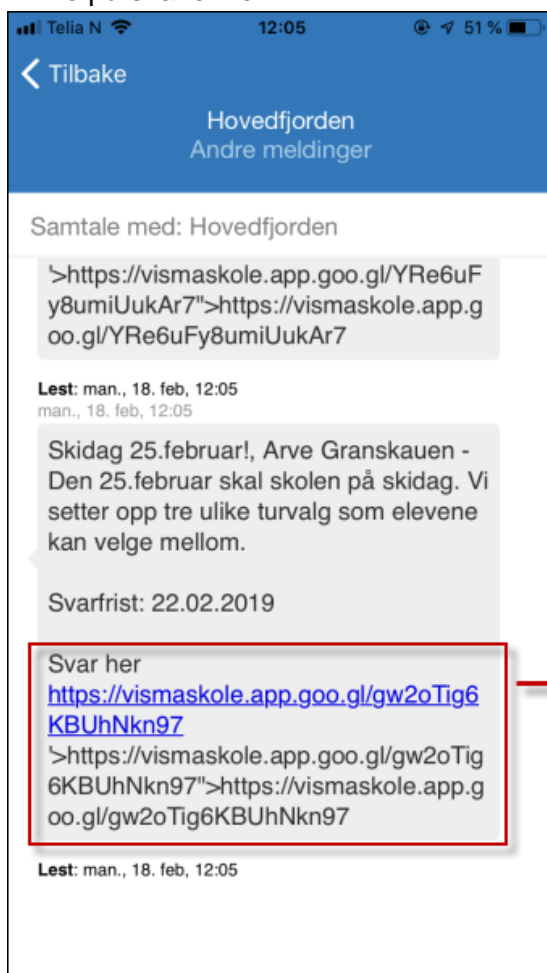 Telia N 12:05 51 %
Tilbake
Hovedfjorden
Andre meldinger
Samtale med: Hovedfjorden
'>https://vismaskole.app.goo.gl/YRe6uF
y8umiUukAr7">https://vismaskole.app.g
oo.gl/YRe6uFy8umiUukAr7
Lest: man., 18. feb, 12:05
man., 18. feb, 12:05
Skidag 25.februar!, Arve Granskauen -
Den 25.februar skal skolen på skidag. Vi
setter opp tre ulike turvalg som elevene
kan velge mellom.
Svarfrist: 22.02.2019
Svar her
https://vismaskole.app.goo.gl/gw2oTig6
KBUhNkn97
'>https://vismaskole.app.goo.gl/gw2oTig
6KBUhNkn97">https://vismaskole.app.g
oo.gl/gw2oTig6KBUhNkn97
Lest: man., 18. feb, 12:05